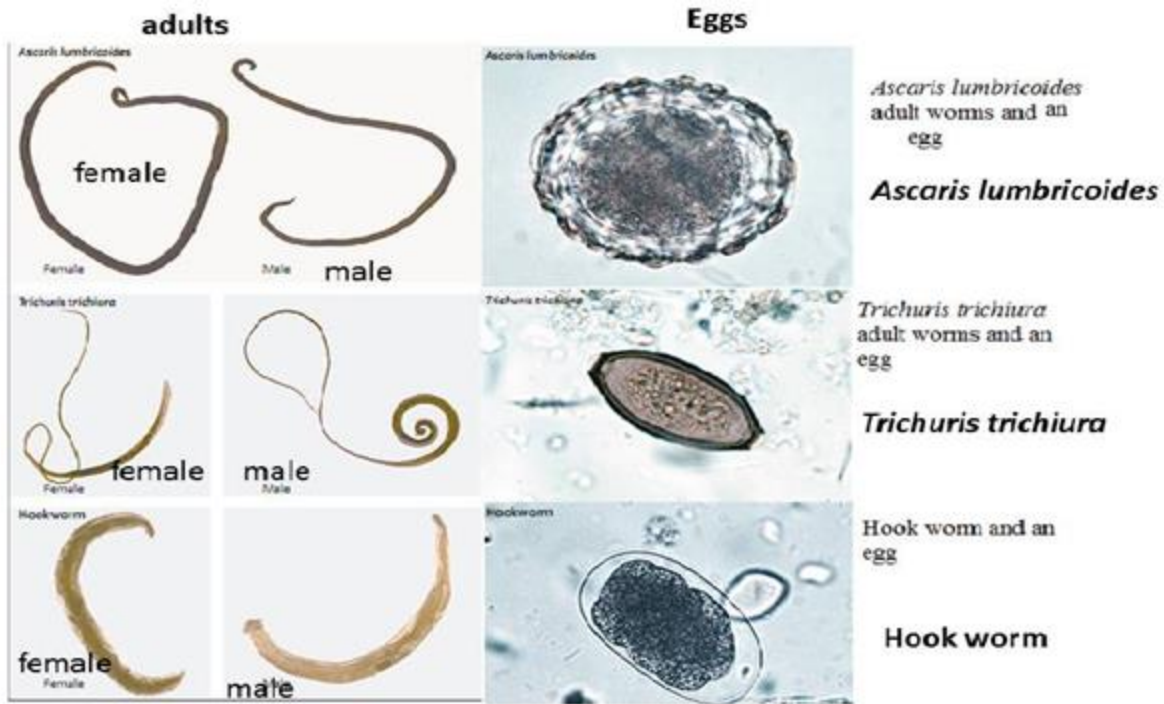 adults
Eggs
Ascaris lumbricoides
female
Female
Male
male
Ascaris lumbricoides
Ascaris lumbricoides
adult worms and an
egg
Ascaris lumbricoides
Trichuris trichiura
female
Female
male
Male
Trichuris trichiura
Trichuris trichiura
adult worms and an
egg
Trichuris trichiura
Hookworm
female
Female
male
Male
Hookworm
Hook worm and an
egg
Hook worm